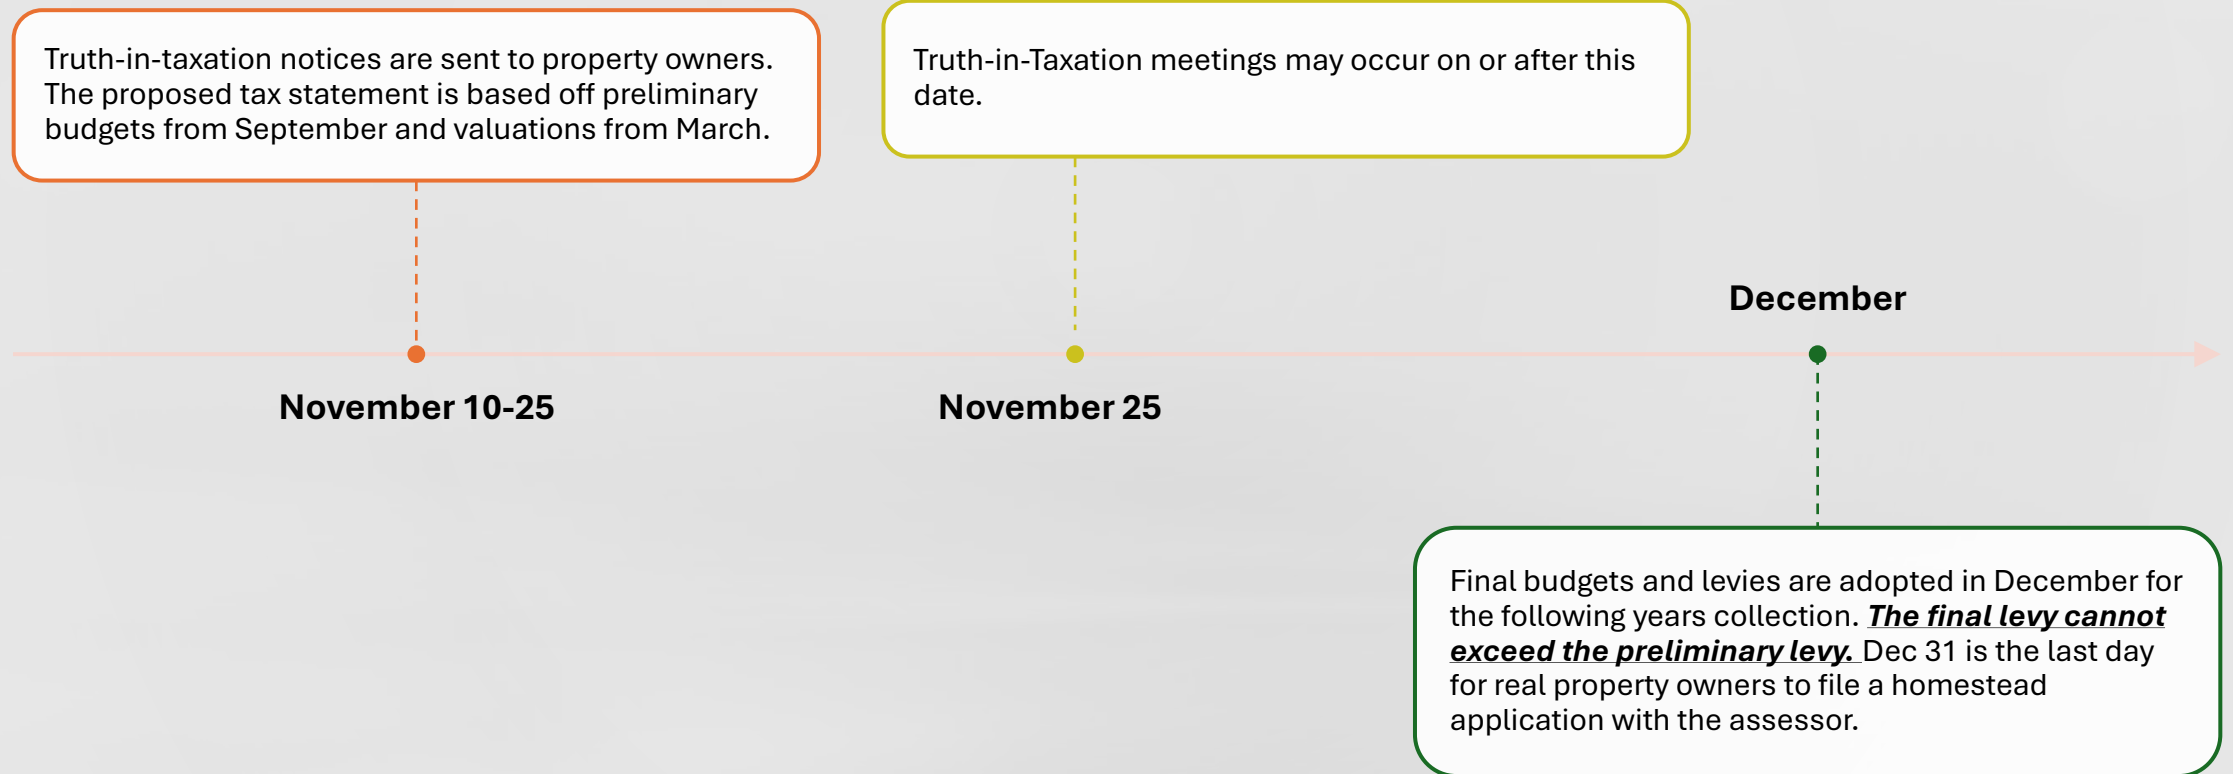 Truth-in-taxation notices are sent to property owners.
The proposed tax statement is based off preliminary
budgets from September and valuations from March.
Truth-in-Taxation meetings may occur on or after this
date.
November 10-25
November 25
December
Final budgets and levies are adopted in December for
the following years collection. The final levy cannot
exceed the preliminary levy. Dec 31 is the last day
for real property owners to file a homestead
application with the assessor.